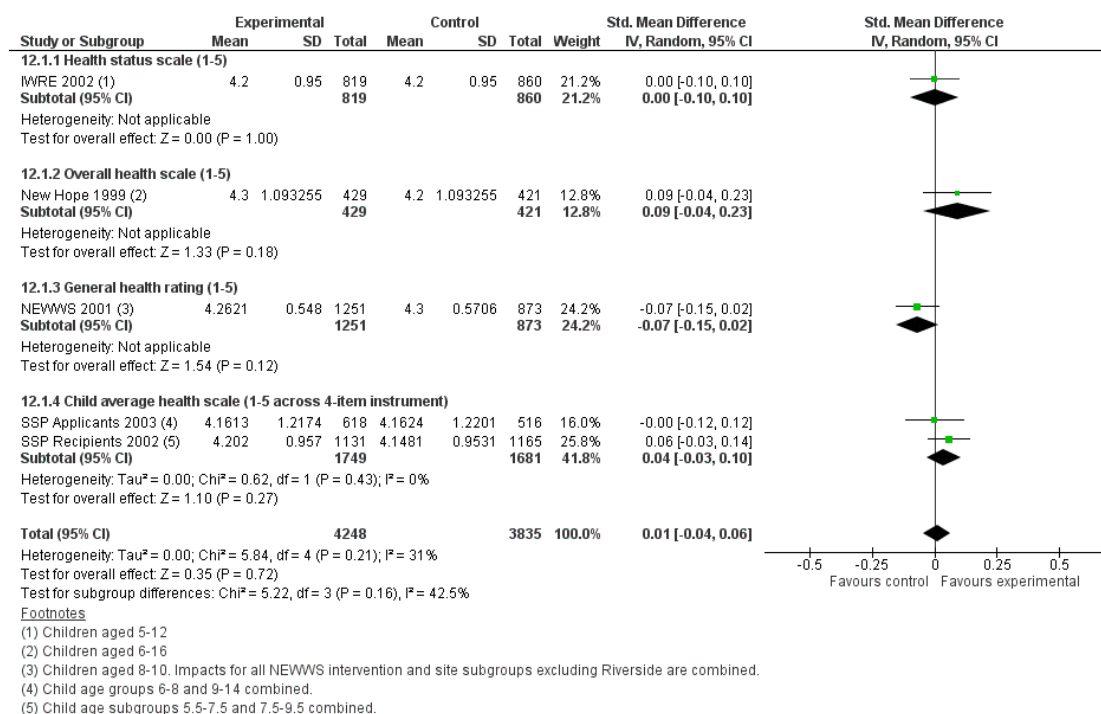 Experimental Control Std. Mean Difference Std. Mean Difference
Study or Subgroup Mean SD Total Mean SD Total Weight IV, Random, 95% CI IV, Random, 95% CI
12.1.1 Health status scale (1-5)
IWRE 2002 (1) 4.2 0.95 819 4.2 0.95 860 21.2% 0.00 [-0.10, 0.10]
Subtotal (95% CI) 819 860 21.2% 0.00 [-0.10, 0.10]
Heterogeneity: Not applicable
Test for overall effect: Z = 0.00 (P = 1.00)
12.1.2 Overall health scale (1-5)
New Hope 1999 (2) 4.3 1.093255 429 4.2 1.093255 421 12.8% 0.09 [-0.04, 0.23]
Subtotal (95% CI) 429 421 12.8% 0.09 [-0.04, 0.23]
Heterogeneity: Not applicable
Test for overall effect: Z = 1.33 (P = 0.18)
12.1.3 General health rating (1-5)
NEWWS 2001 (3) 4.2621 0.548 1251 4.3 0.5706 873 24.2% -0.07 [-0.15, 0.02]
Subtotal (95% CI) 1251 873 24.2% -0.07 [-0.15, 0.02]
Heterogeneity: Not applicable
Test for overall effect: Z = 1.54 (P = 0.12)
12.1.4 Child average health scale (1-5 across 4-item instrument)
SSP Applicants 2003 (4) 4.1613 1.2174 618 4.1624 1.2201 516 16.0% -0.00 [-0.12, 0.12]
SSP Recipients 2002 (5) 4.202 0.957 1131 4.1481 0.9531 1165 25.8% 0.06 [-0.03, 0.14]
Subtotal (95% CI) 1749 1681 41.8% 0.04 [-0.03, 0.10]
Heterogeneity: Tau² = 0.00; Chi² = 0.62, df = 1 (P = 0.43); I² = 0%
Test for overall effect: Z = 1.10 (P = 0.27)
Total (95% CI) 4248 3835 100.0% 0.01 [-0.04, 0.06]
Heterogeneity: Tau² = 0.00; Chi² = 5.84, df = 4 (P = 0.21); I² = 31%
Test for overall effect: Z = 0.35 (P = 0.72)
Test for subgroup differences: Chi² = 5.22, df = 3 (P = 0.16), I² = 42.5%
-0.5 -0.25 0 0.25 0.5
Favours control Favours experimental
Footnotes
(1) Children aged 5-12
(2) Children aged 6-16
(3) Children aged 8-10. Impacts for all NEWWS intervention and site subgroups excluding Riverside are combined.
(4) Child age groups 6-8 and 9-14 combined.
(5) Child age subgroups 5.5-7.5 and 7.5-9.5 combined.